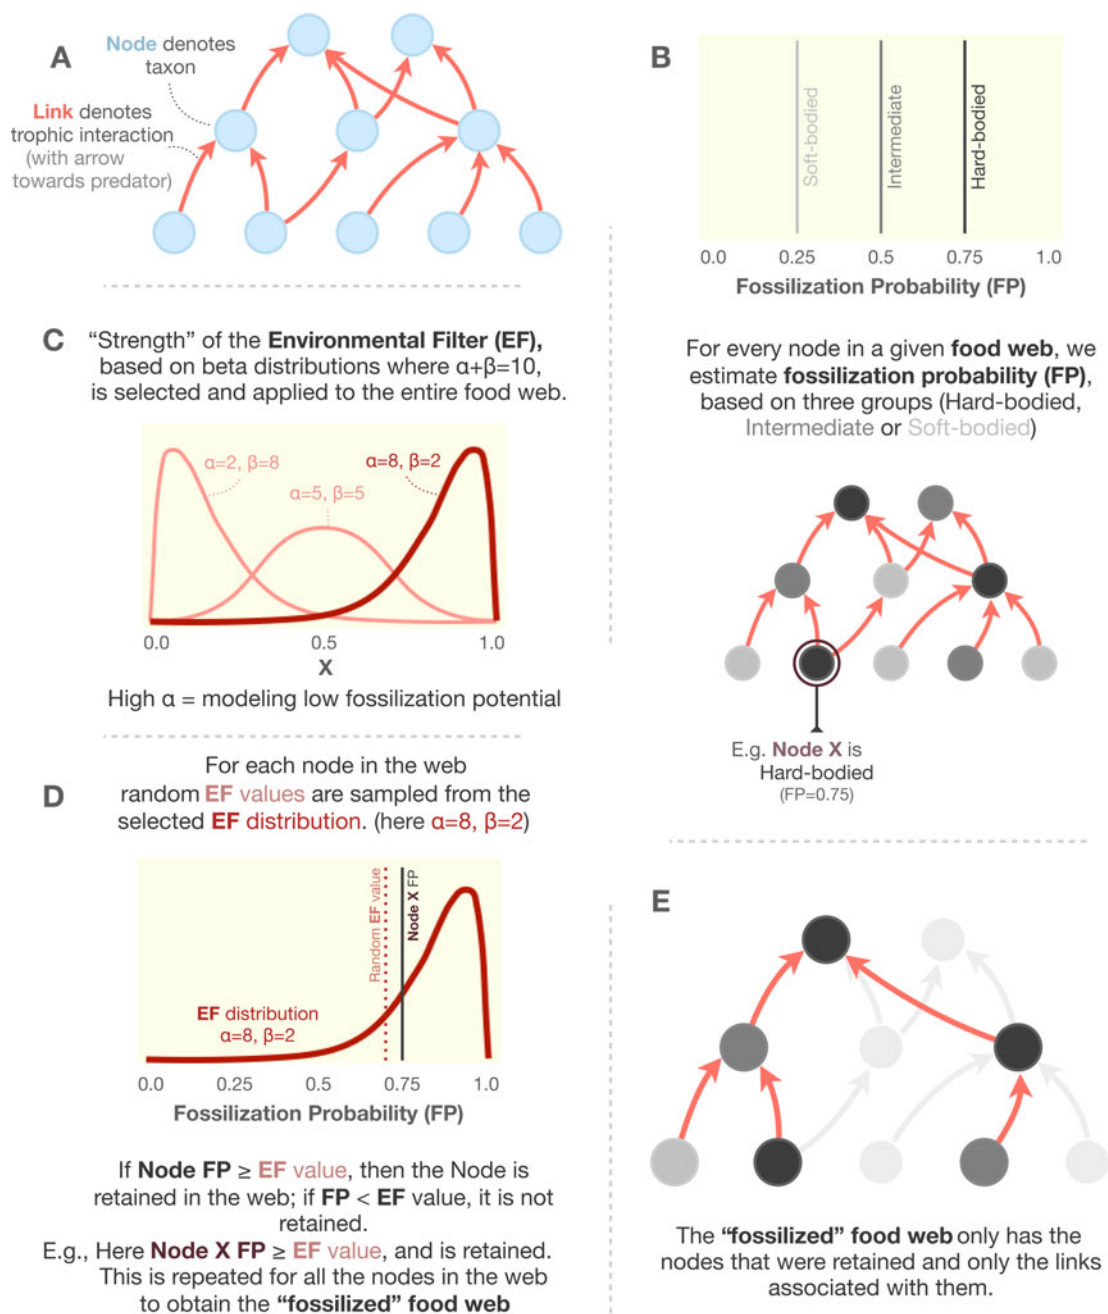 A
Node denotes
taxon
Link denotes
trophic interaction
(with arrow
towards predator)
B
Soft-bodied
Intermediate
Hard-bodied
0.0 0.25 0.5 0.75 1.0
Fossilization Probability (FP)
For every node in a given food web, we
estimate fossilization probability (FP),
based on three groups (Hard-bodied,
Intermediate or Soft-bodied)
E.g. Node X is
Hard-bodied
(FP=0.75)
C
“Strength” of the Environmental Filter (EF),
based on beta distributions where α+β=10,
is selected and applied to the entire food web.
α=2, β=8
α=5, β=5
α=8, β=2
0.0 0.5 1.0
X
High α = modeling low fossilization potential
D
For each node in the web
random EF values are sampled from the
selected EF distribution. (here α=8, β=2)
Random EF value
Node X FP
EF distribution
α=8, β=2
0.0 0.25 0.5 0.75 1.0
Fossilization Probability (FP)
If Node FP ≥ EF value, then the Node is
retained in the web; if FP < EF value, it is not
retained.
E.g., Here Node X FP ≥ EF value, and is retained.
This is repeated for all the nodes in the web
to obtain the “fossilized” food web
E
The “fossilized” food web only has the
nodes that were retained and only the links
associated with them.